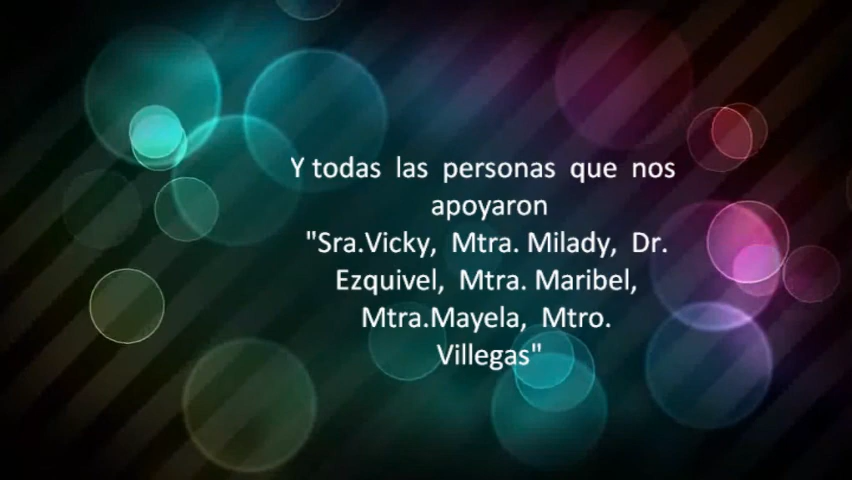 Y todas las personas que nos
apoyaron
"Sra.Vicky, Mtra. Milady, Dr.
Ezquivel, Mtra. Maribel,
Mtra.Mayela, Mtro.
Villegas"